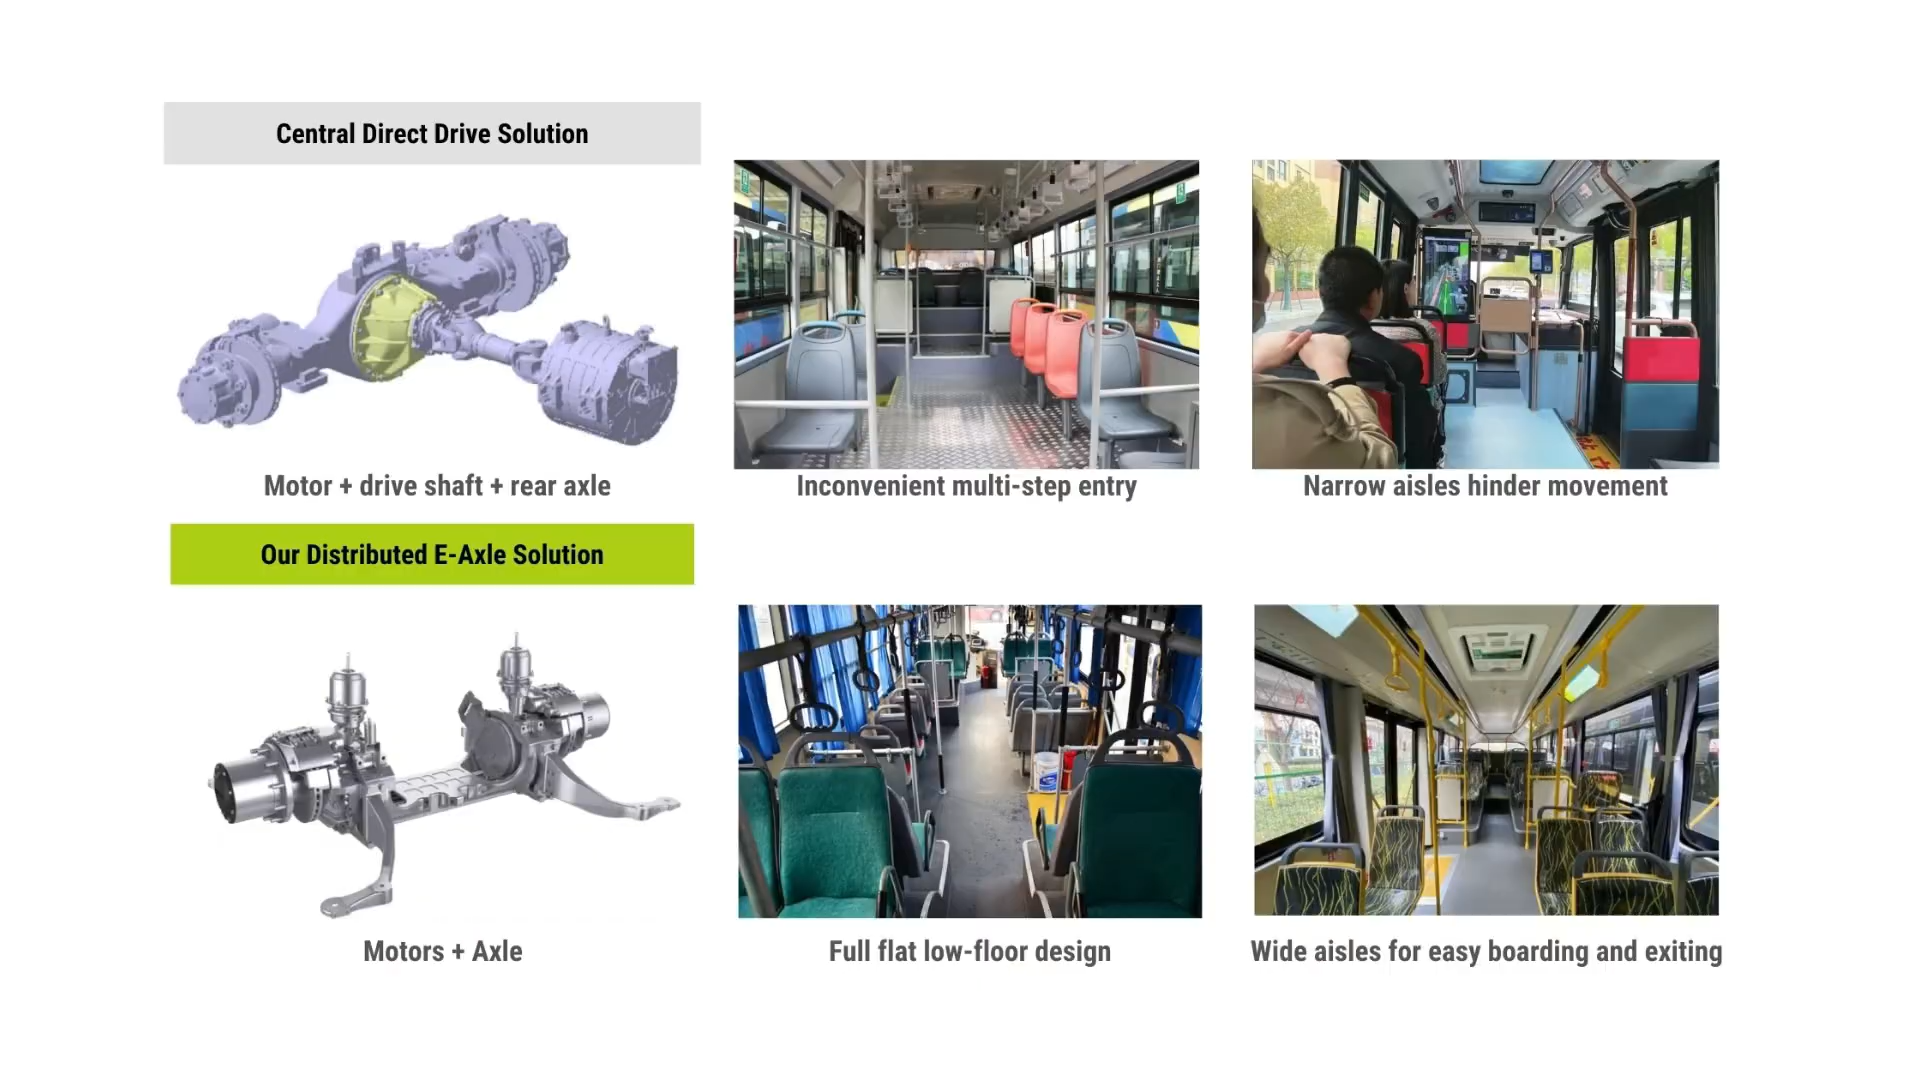 Central Direct Drive Solution
Motor + drive shaft + rear axle
Inconvenient multi-step entry
Narrow aisles hinder movement
Our Distributed E-Axle Solution
Motors + Axle
Full flat low-floor design
Wide aisles for easy boarding and exiting